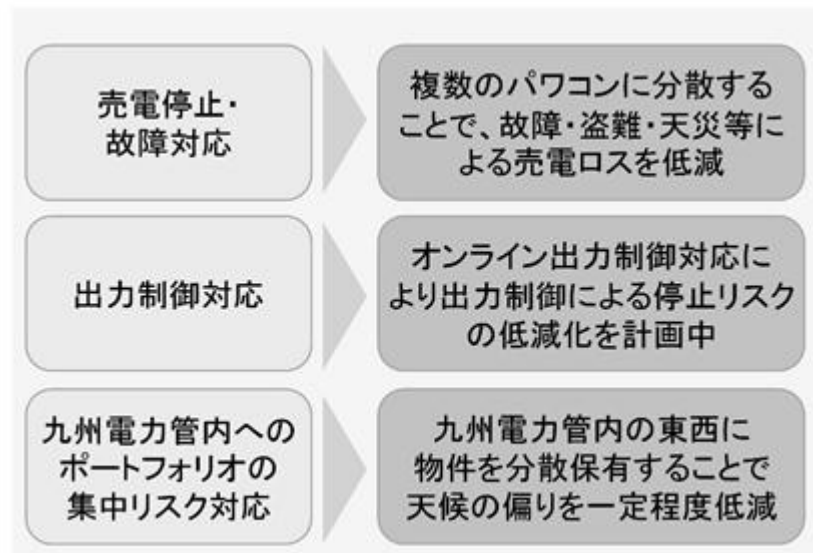 売電停止・
故障対応
複数のパワコンに分散する
ことで、故障・盗難・天災等に
よる売電ロスを低減
出力制御対応
オンライン出力制御対応に
より出力制御による停止リスク
の低減化を計画中
九州電力管内への
ポートフォリオの
集中リスク対応
九州電力管内の東西に
物件を分散保有することで
天候の偏りを一定程度低減